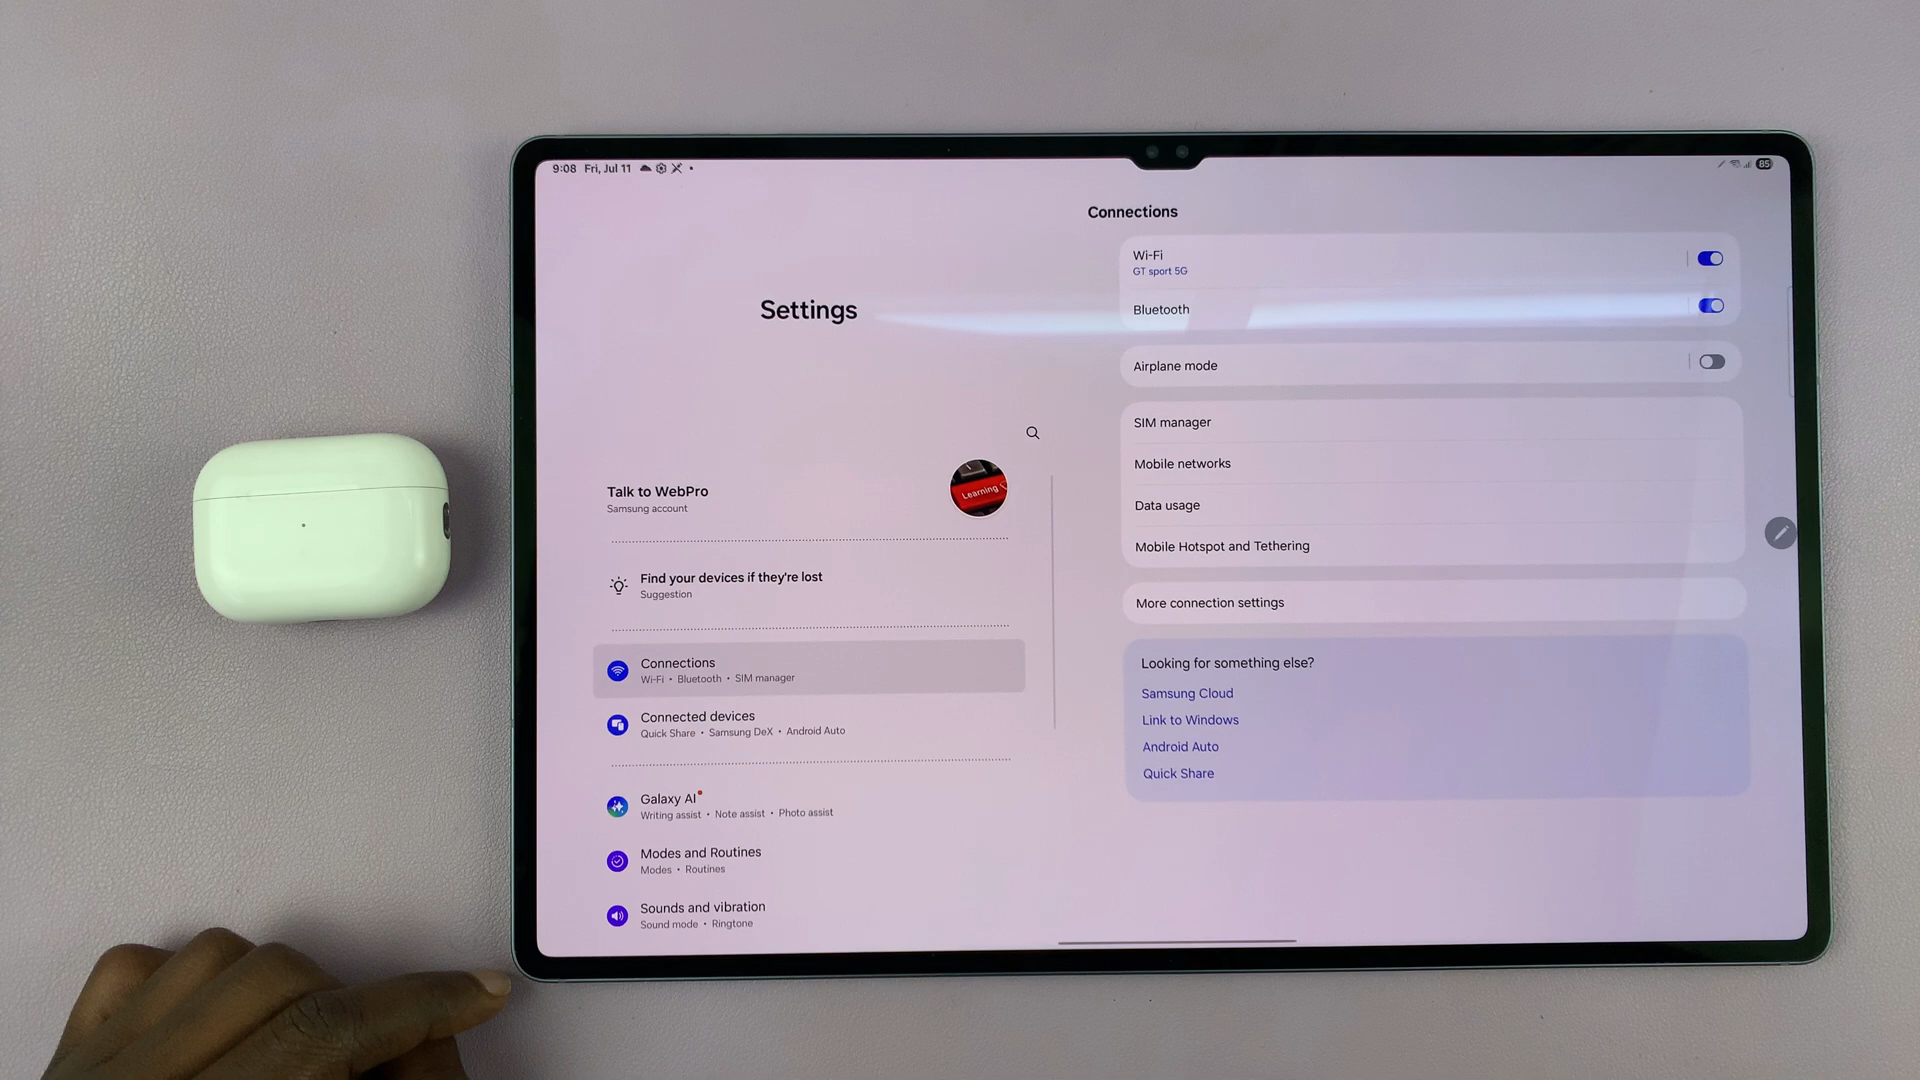 9:08 Fri, Jul 11
85
Connections
Wi-Fi
GT sport 5G
Bluetooth
Airplane mode
SIM manager
Mobile networks
Data usage
Mobile Hotspot and Tethering
More connection settings
Looking for something else?
Samsung Cloud
Link to Windows
Android Auto
Quick Share
Settings
Talk to WebPro
Samsung account
Learning
Find your devices if they're lost
Suggestion
Connections
Wi-Fi • Bluetooth • SIM manager
Connected devices
Quick Share • Samsung DeX • Android Auto
Galaxy AI
Writing assist • Note assist • Photo assist
Modes and Routines
Modes • Routines
Sounds and vibration
Sound mode • Ringtone